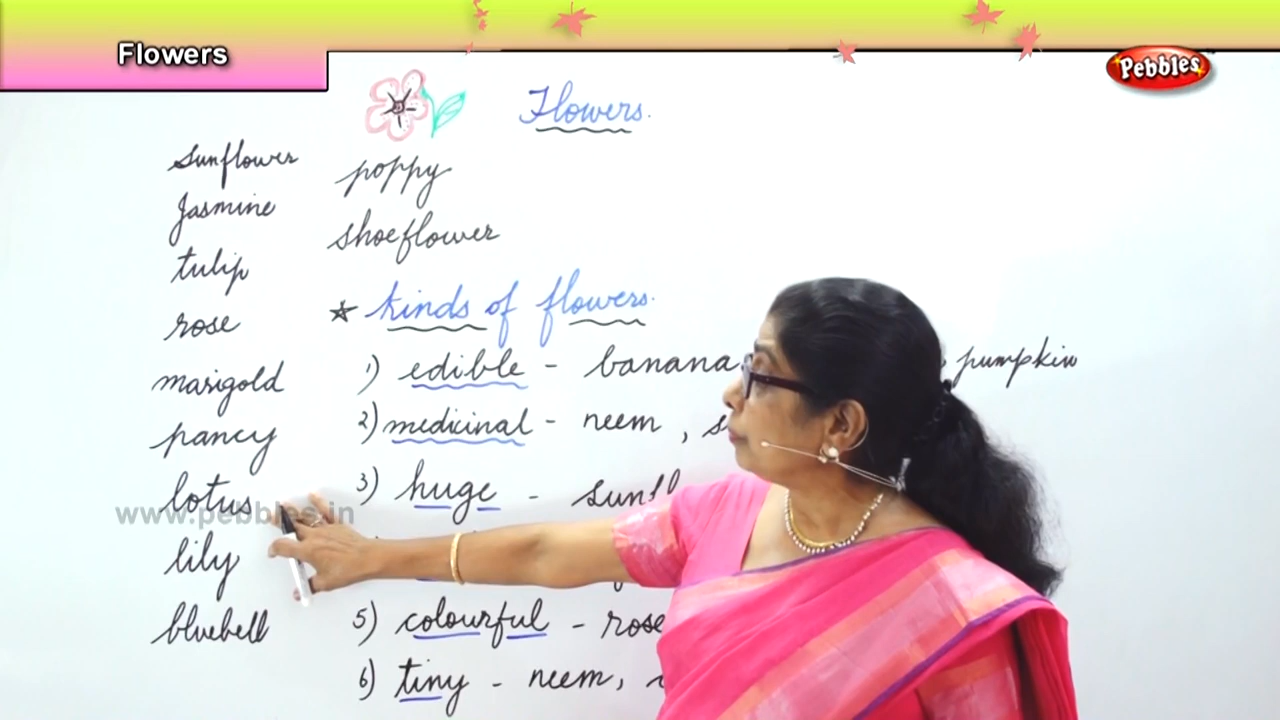 Flowers
Pebbles
Flowers.
sunflower
Jasmine
tulip
rose
marigold
pancy
lotus
lily
bluebell
www.pebbles.in
poppy
shoeflower
kinds of flowers.
1) edible - banana pumpkin
2) medicinal - neem,
3) huge -
5) colourful - rose
6) tiny - neem,